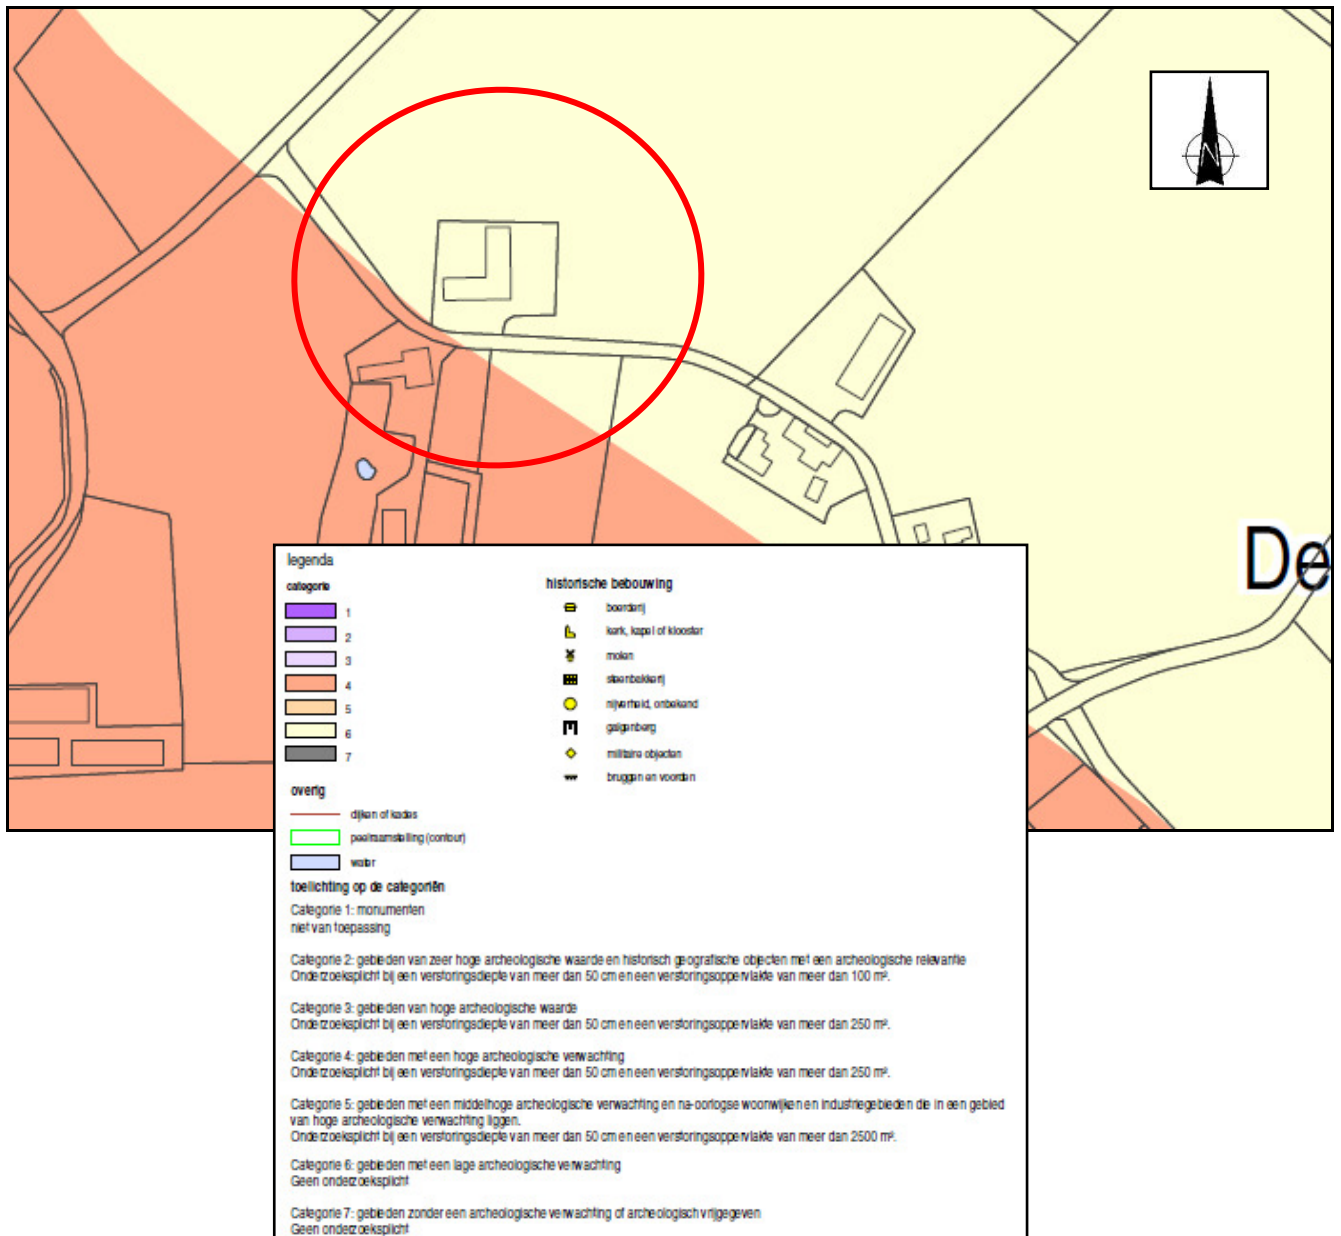 N
De
legenda
categorie
1
2
3
4
5
6
7
overig
dijken of kades
peelraamstelling (contour)
water
historische bebouwing
boerderij
kerk, kapel of klooster
molen
steenbakkerij
nijverheid, onbekend
galgenberg
militaire objecten
bruggen en voorden
toelichting op de categoriën
Categorie 1: monumenten
niet van toepassing
Categorie 2: gebieden van zeer hoge archeologische waarde en historisch geografische objecten met een archeologische relevantie
Onderzoeksplicht bij een verstoringsdiepte van meer dan 50 cm en een verstoringsoppervlakte van meer dan 100 m².
Categorie 3: gebieden van hoge archeologische waarde
Onderzoeksplicht bij een verstoringsdiepte van meer dan 50 cm en een verstoringsoppervlakte van meer dan 250 m².
Categorie 4: gebieden met een hoge archeologische verwachting
Onderzoeksplicht bij een verstoringsdiepte van meer dan 50 cm en een verstoringsoppervlakte van meer dan 250 m².
Categorie 5: gebieden met een middelhoge archeologische verwachting en na-oorlogse woonwijken en industriegebieden die in een gebied
van hoge archeologische verwachting liggen.
Onderzoeksplicht bij een verstoringsdiepte van meer dan 50 cm en een verstoringsoppervlakte van meer dan 2500 m².
Categorie 6: gebieden met een lage archeologische verwachting
Geen onderzoeksplicht
Categorie 7: gebieden zonder een archeologische verwachting of archeologisch vrijgegeven
Geen onderzoeksplicht